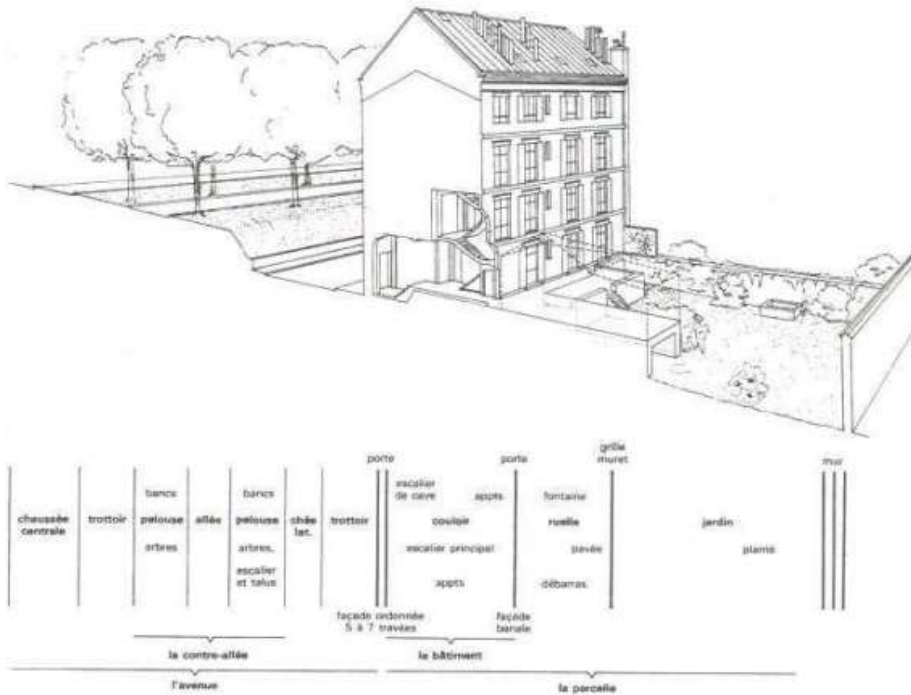 porte
porte
grille
muret
mur
chaussée
centrale
trottoir
bancs
pelouse
arbres
allée
bancs
pelouse
arbres,
escalier
et talus
chée
lat.
trottoir
escalier
de cave
appts
couloir
escalier principal
appts
fontaine
ruelle
pavée
débarras
jardin
planté
façade ordonnée
5 à 7 travées
façade
banale
la contre-allée
le bâtiment
l'avenue
la parcelle